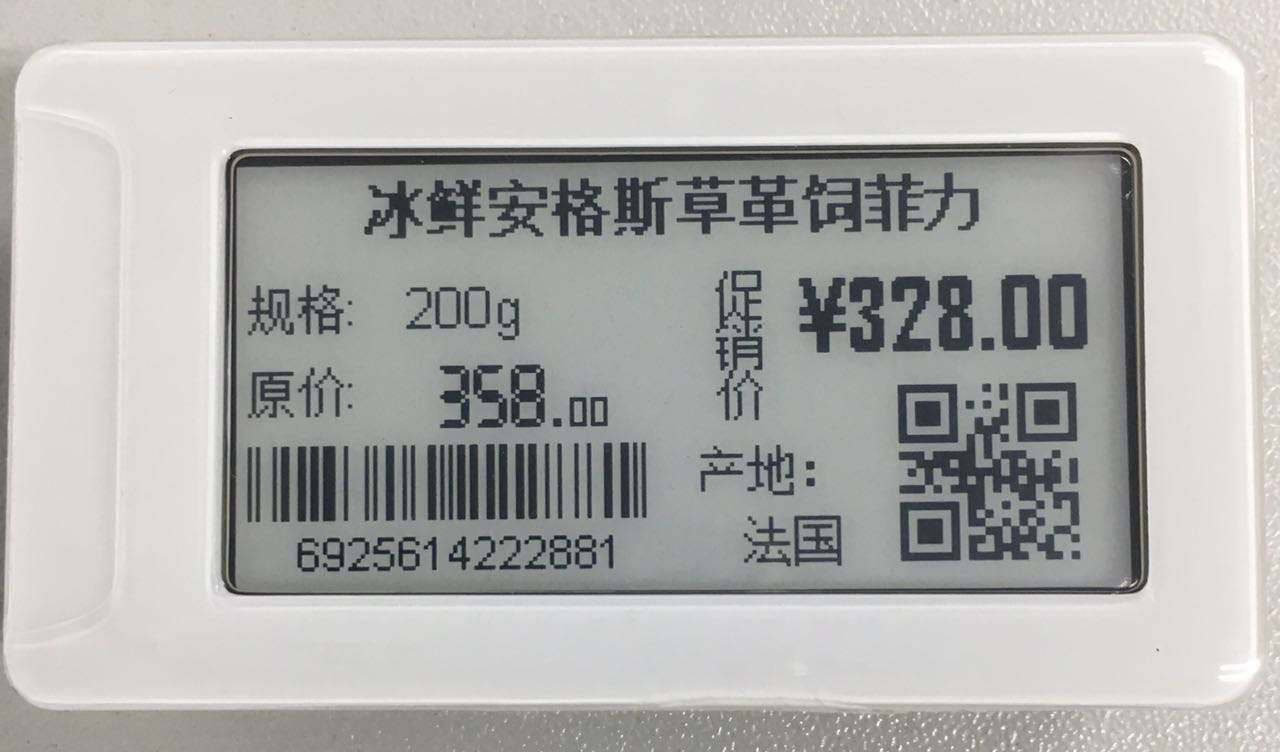 冰鲜安格斯草革饲菲力
规格: 200g
原价: 358.00
促销价 ¥328.00
6925614222881
产地:
法国